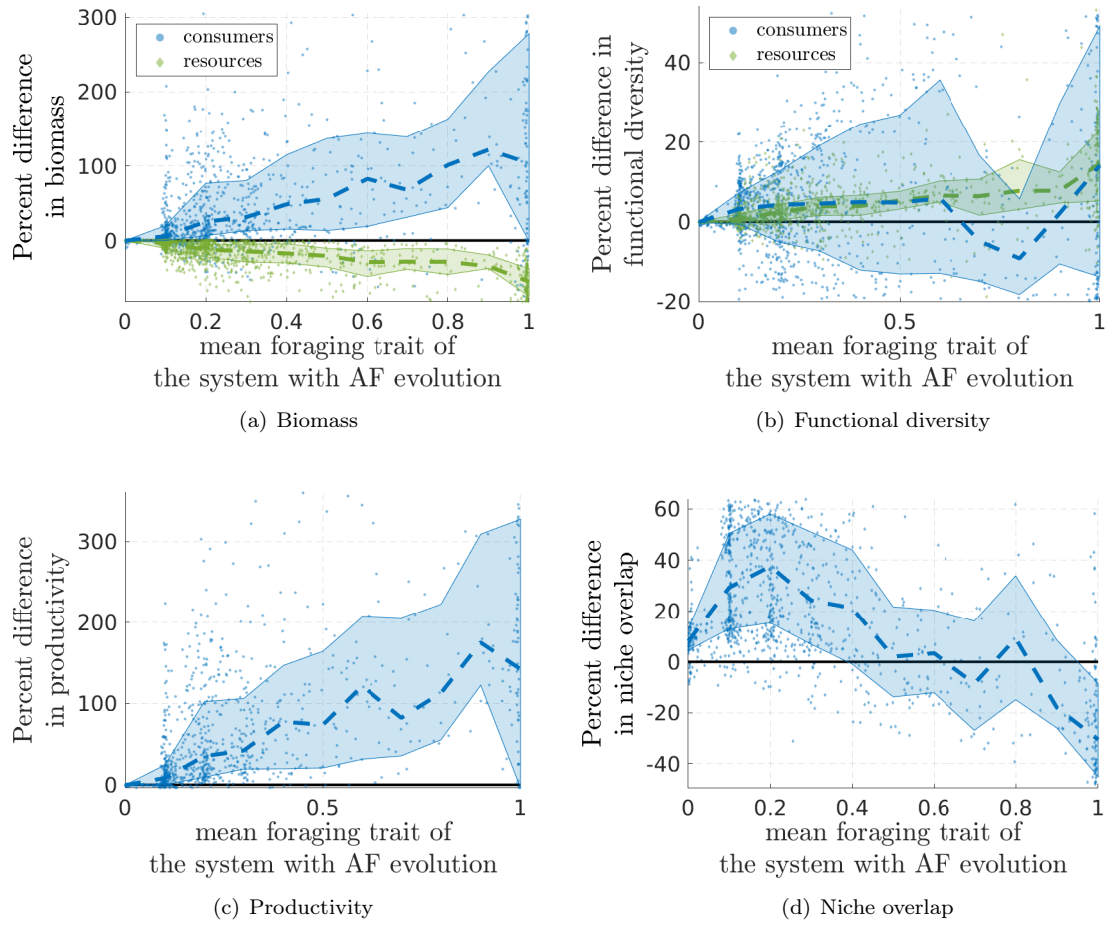 Percent difference
in biomass
300
200
100
0
consumers
resources
0
0.2
0.4
0.6
0.8
1
mean foraging trait of
the system with AF evolution
(a) Biomass
Percent difference in
functional diversity
40
20
0
-20
consumers
resources
0
0.5
1
mean foraging trait of
the system with AF evolution
(b) Functional diversity
Percent difference
in productivity
300
200
100
0
0
0.5
1
mean foraging trait of
the system with AF evolution
(c) Productivity
Percent difference
in niche overlap
60
40
20
0
-20
-40
0
0.2
0.4
0.6
0.8
1
mean foraging trait of
the system with AF evolution
(d) Niche overlap